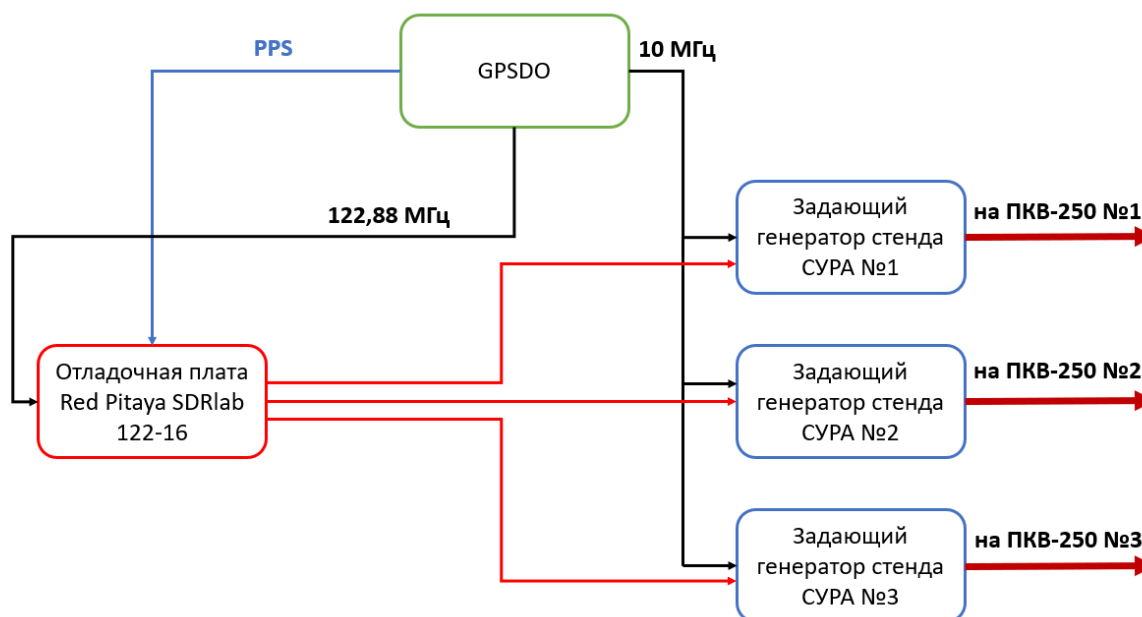 PPS
GPSDO
10 МГц
122,88 МГц
Задающий
генератор стенда
СУРА №1
на ПКВ-250 №1
Отладочная плата
Red Pitaya SDRlab
122-16
Задающий
генератор стенда
СУРА №2
на ПКВ-250 №2
Задающий
генератор стенда
СУРА №3
на ПКВ-250 №3